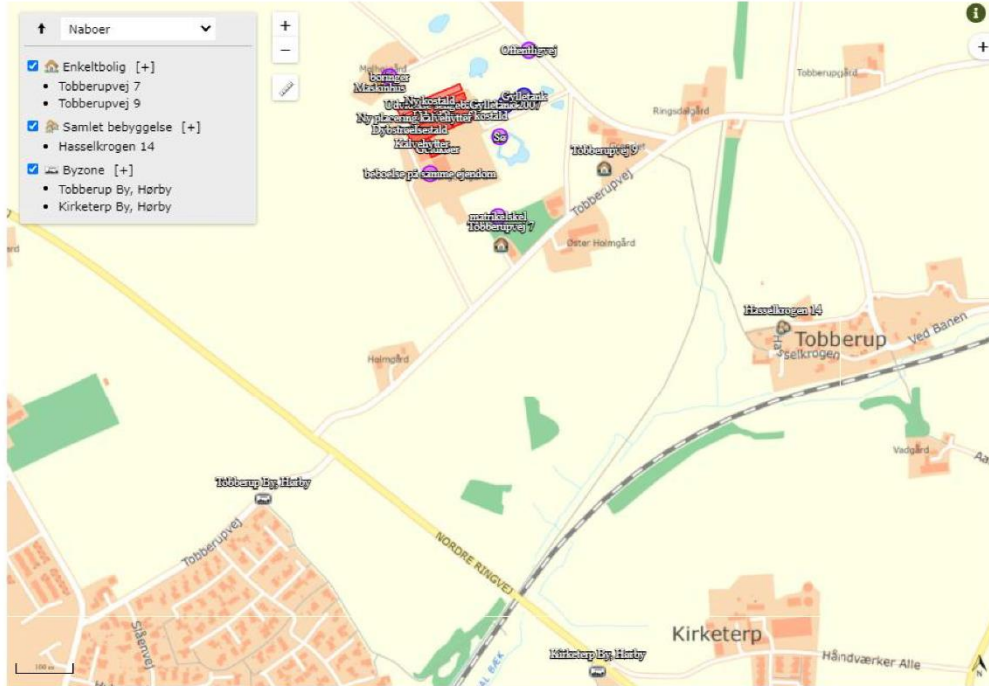 Naboer
Enkeltbolig [+]
Tobberupvej 7
Tobberupvej 9
Samlet bebyggelse [+]
Hasselkrogen 14
Byzone [+]
Tobberup By, Hørby
Kirketerp By, Hørby
+
−
i
+
Offentligvej
boringer
Maskinhus
Ny kostald
Gylletank
Gylletank 2007
kostald
Ny placering kalvehytter
Dybstrøelsestald
Kalvehytter
Sø
beboelse på samme ejendom
matrikelskel
Tobberupvej 7
Tobberupvej 9
Tobberupgård
Ringsdalgård
Tobberupvej
Øster Holmgård
Hasselkrogen 14
Tobberup
Hasselkrogen
Ved Banen
Holmgård
Vadgård
Tobberup By, Hørby
Tobberupvej
NORDRE RINGVEJ
Slåenvej
Kirketerp
Kirketerp By, Hørby
Håndværker Alle
100 m
N